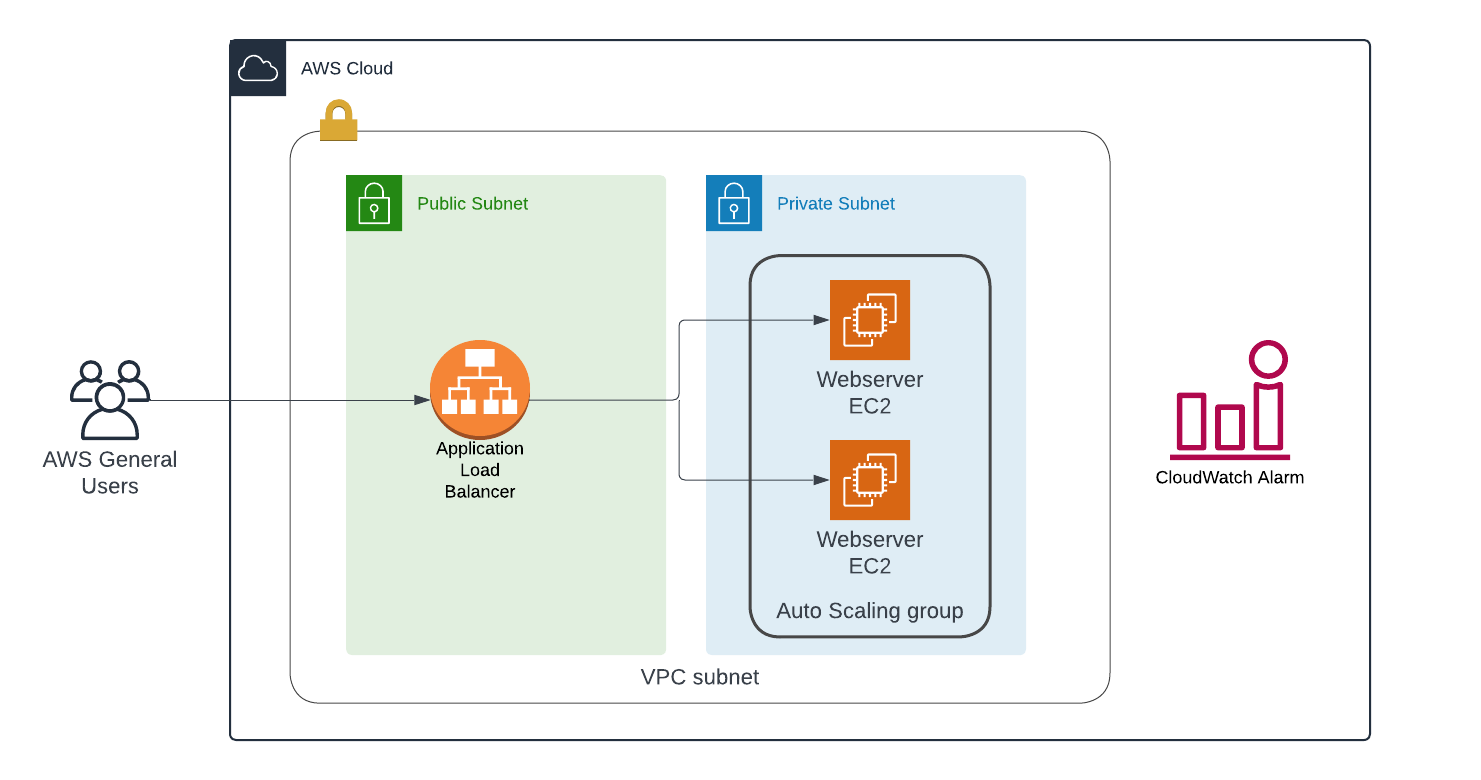 AWS Cloud
Public Subnet
Private Subnet
Webserver
EC2
Application
Load
Balancer
AWS General
Users
CloudWatch Alarm
Webserver
EC2
Auto Scaling group
VPC subnet